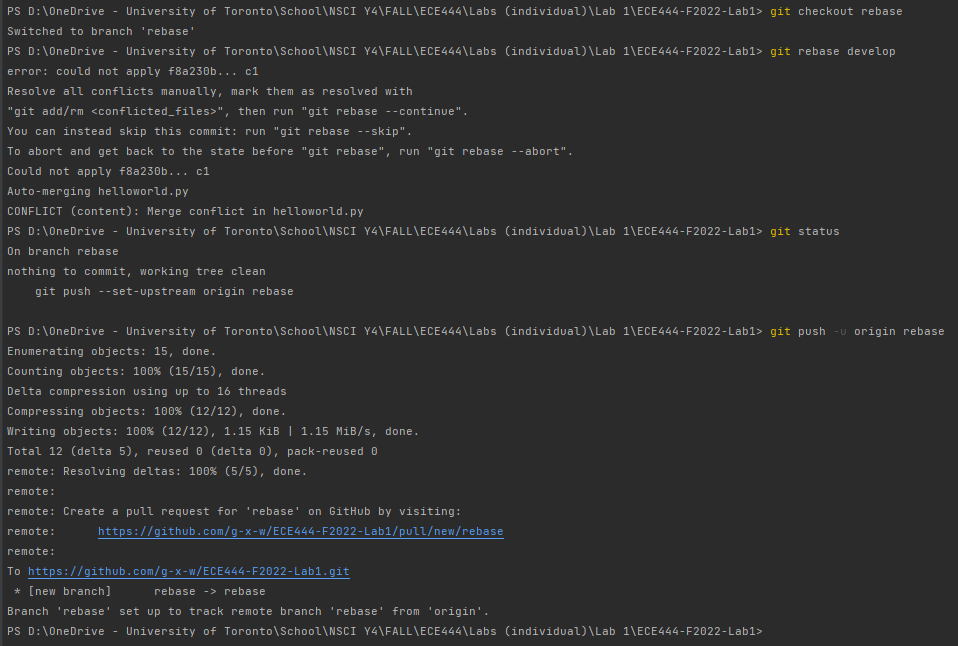 PS D:\OneDrive - University of Toronto\School\NSCI Y4\FALL\ECE444\Labs (individual)\Lab 1\ECE444-F2022-Lab1> git checkout rebase
Switched to branch 'rebase'
PS D:\OneDrive - University of Toronto\School\NSCI Y4\FALL\ECE444\Labs (individual)\Lab 1\ECE444-F2022-Lab1> git rebase develop
error: could not apply f8a230b... c1
Resolve all conflicts manually, mark them as resolved with
"git add/rm <conflicted_files>", then run "git rebase --continue".
You can instead skip this commit: run "git rebase --skip".
To abort and get back to the state before "git rebase", run "git rebase --abort".
Could not apply f8a230b... c1
Auto-merging helloworld.py
CONFLICT (content): Merge conflict in helloworld.py
PS D:\OneDrive - University of Toronto\School\NSCI Y4\FALL\ECE444\Labs (individual)\Lab 1\ECE444-F2022-Lab1> git status
On branch rebase
nothing to commit, working tree clean
    git push --set-upstream origin rebase
PS D:\OneDrive - University of Toronto\School\NSCI Y4\FALL\ECE444\Labs (individual)\Lab 1\ECE444-F2022-Lab1> git push -u origin rebase
Enumerating objects: 15, done.
Counting objects: 100% (15/15), done.
Delta compression using up to 16 threads
Compressing objects: 100% (12/12), done.
Writing objects: 100% (12/12), 1.15 KiB | 1.15 MiB/s, done.
Total 12 (delta 5), reused 0 (delta 0), pack-reused 0
remote: Resolving deltas: 100% (5/5), done.
remote:
remote: Create a pull request for 'rebase' on GitHub by visiting:
remote:      https://github.com/g-x-w/ECE444-F2022-Lab1/pull/new/rebase
remote:
To https://github.com/g-x-w/ECE444-F2022-Lab1.git
 * [new branch]      rebase -> rebase
Branch 'rebase' set up to track remote branch 'rebase' from 'origin'.
PS D:\OneDrive - University of Toronto\School\NSCI Y4\FALL\ECE444\Labs (individual)\Lab 1\ECE444-F2022-Lab1>